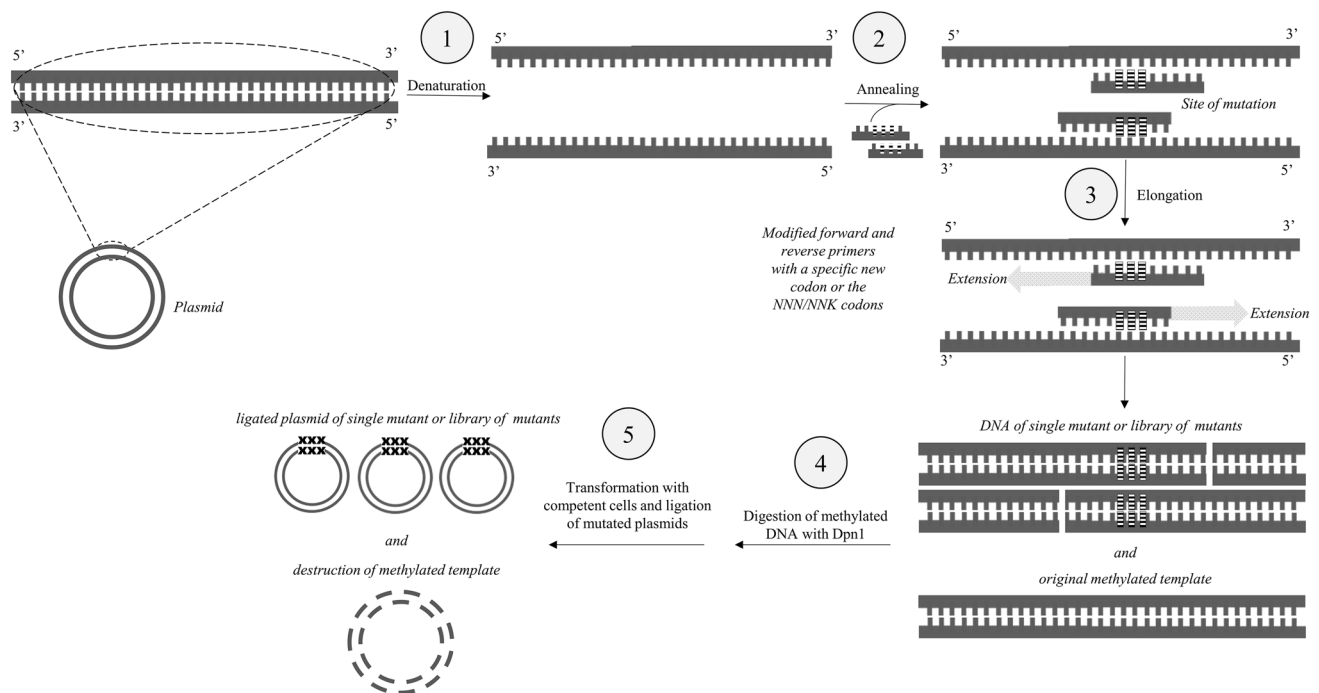 5’
3’
3’
5’
Plasmid
1
Denaturation
5’
3’
3’
5’
2
Annealing
Modified forward and
reverse primers
with a specific new
codon or the
NNN/NNK codons
5’
3’
Site of mutation
3’
5’
3
Elongation
5’
3’
Extension
Extension
3’
5’
DNA of single mutant or library of mutants
and
original methylated template
4
Digestion of methylated
DNA with Dpn1
5
Transformation with
competent cells and ligation
of mutated plasmids
ligated plasmid of single mutant or library of mutants
XXX
XXX
XXX
XXX
XXX
XXX
and
destruction of methylated template